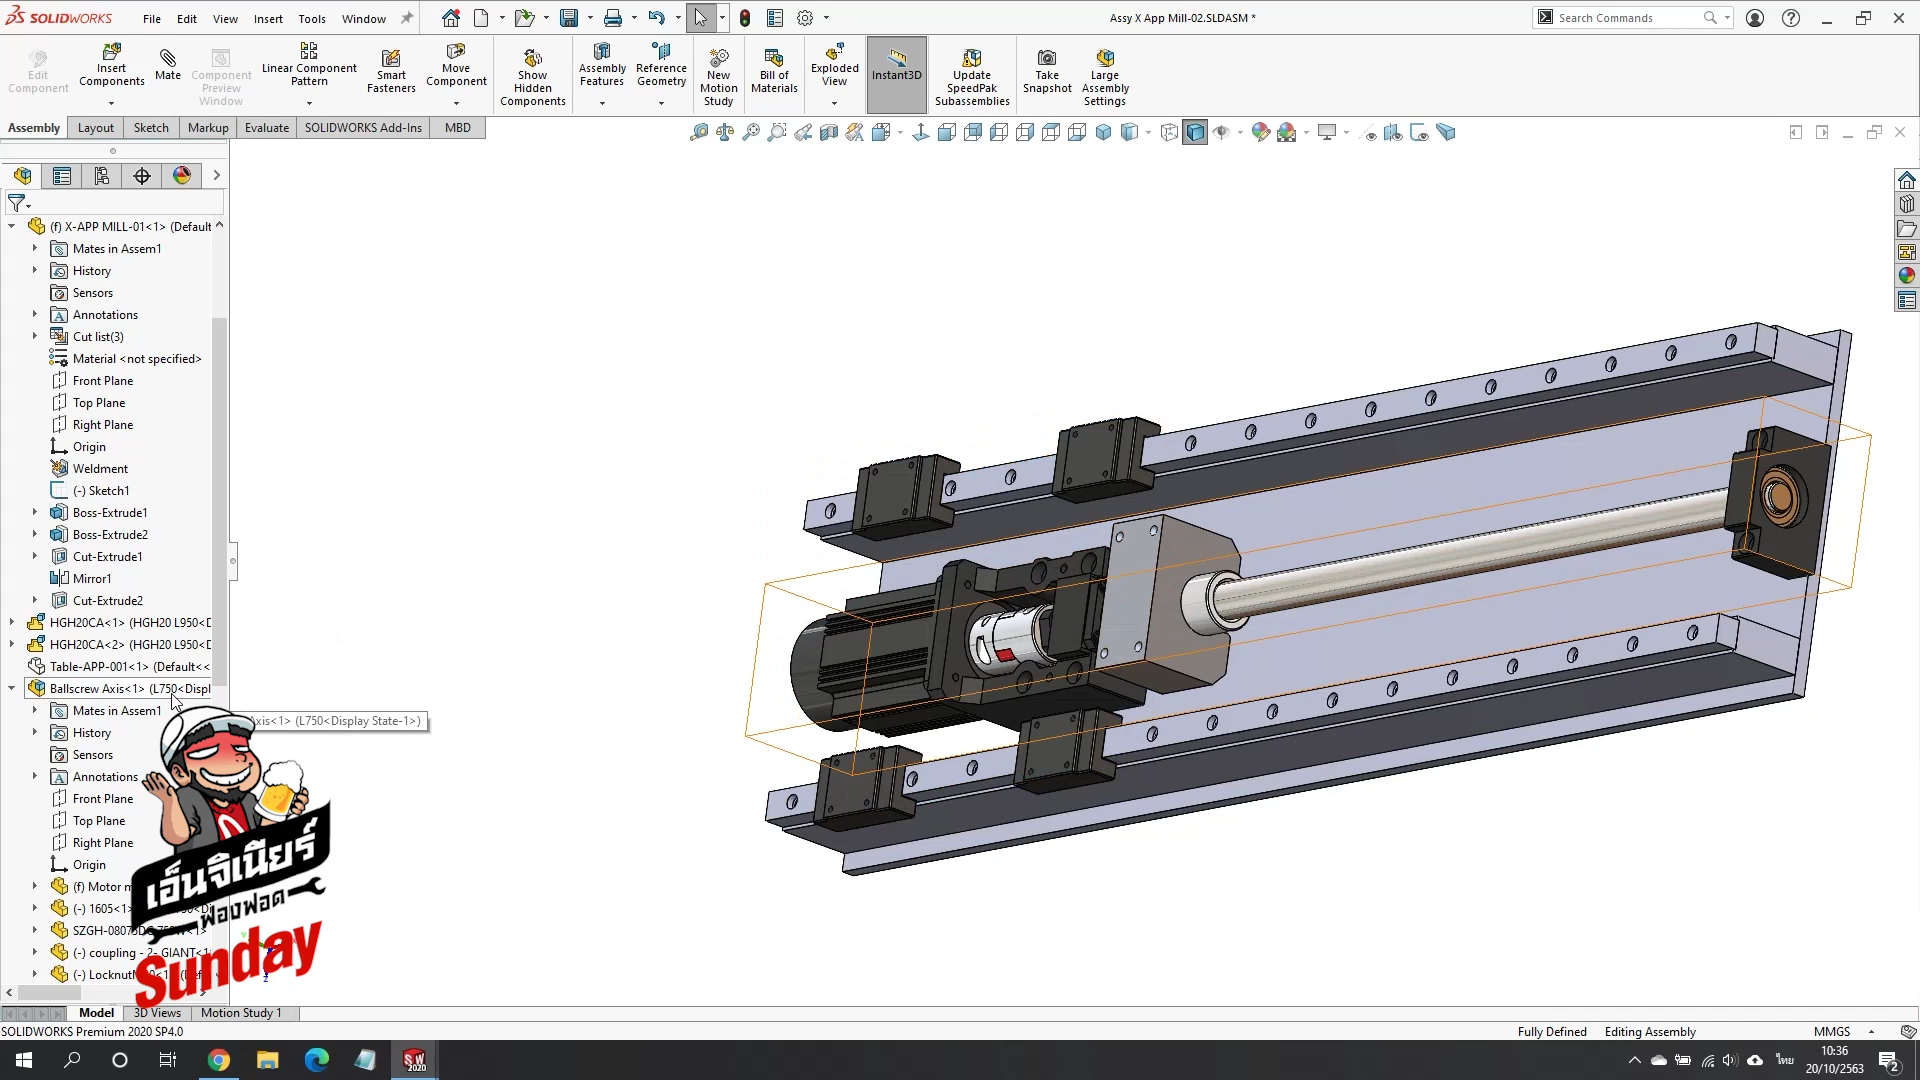 SOLIDWORKS
File
Edit
View
Insert
Tools
Window
Assy X App Mill-02.SLDASM *
Search Commands
Edit
Component
Insert
Components
Mate
Component
Preview
Window
Linear Component
Pattern
Smart
Fasteners
Move
Component
Show
Hidden
Components
Assembly
Features
Reference
Geometry
New
Motion
Study
Bill of
Materials
Exploded
View
Instant3D
Update
SpeedPak
Subassemblies
Take
Snapshot
Large
Assembly
Settings
Assembly
Layout
Sketch
Markup
Evaluate
SOLIDWORKS Add-Ins
MBD
(f) X-APP MILL-01<1> (Default
Mates in Assem1
History
Sensors
Annotations
Cut list(3)
Material <not specified>
Front Plane
Top Plane
Right Plane
Origin
Weldment
(-) Sketch1
Boss-Extrude1
Boss-Extrude2
Cut-Extrude1
Mirror1
Cut-Extrude2
HGH20CA<1> (HGH20 L950<D
HGH20CA<2> (HGH20 L950<D
Table-APP-001<1> (Default<<
Ballscrew Axis<1> (L750<Displ
Mates in Assem1
Axis<1> (L750<Display State-1>)
History
Sensors
Annotations
Front Plane
Top Plane
Right Plane
Origin
(f) Motor
(-) 1605<1>
SZGH-08075DC
(-) coupling - 2- GIANT<1
(-) Locknut
เอ็นจิเนียร์
ฟองฟอด
Sunday
Model
3D Views
Motion Study 1
SOLIDWORKS Premium 2020 SP4.0
Fully Defined
Editing Assembly
MMGS
SW
2020
ไทย
10:36
20/10/2563
2